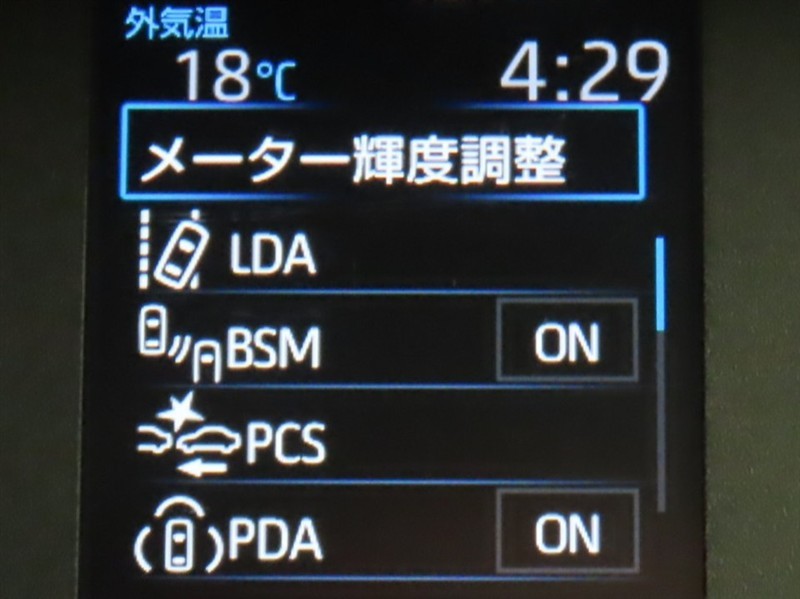 外気温
18℃ 4:29
メーター輝度調整
LDA
BSM ON
PCS
PDA ON